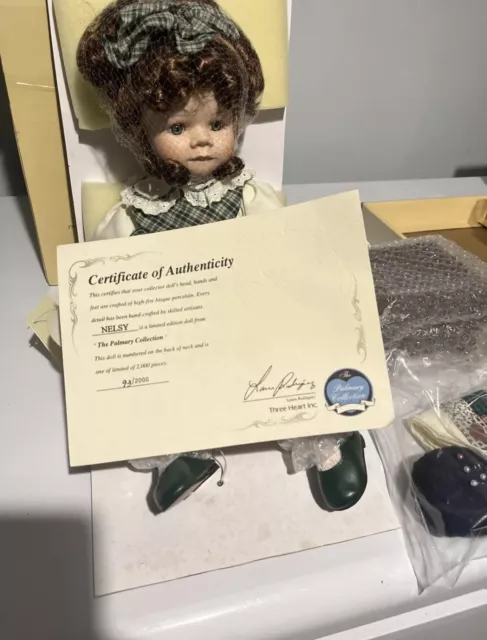 Certificate of Authenticity
This certifies that your collector doll's head, hands and
feet are crafted of high-fire bisque porcelain. Every
detail has been hand-crafted by skilled artisans.
NELSY is a limited edition doll from
"The Palmary Collection"
This doll is numbered on the back of neck and is
one of limited of 2,000 pieces.
93/2000
Three Heart Inc.
The
Palmary
Collection